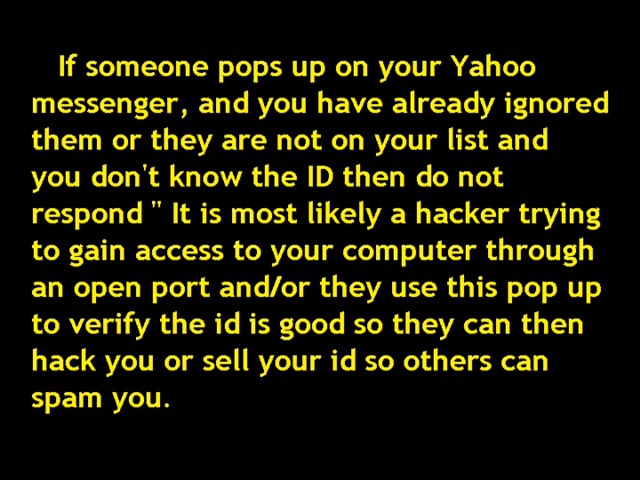 If someone pops up on your Yahoo
messenger, and you have already ignored
them or they are not on your list and
you don't know the ID then do not
respond " It is most likely a hacker trying
to gain access to your computer through
an open port and/or they use this pop up
to verify the id is good so they can then
hack you or sell your id so others can
spam you.